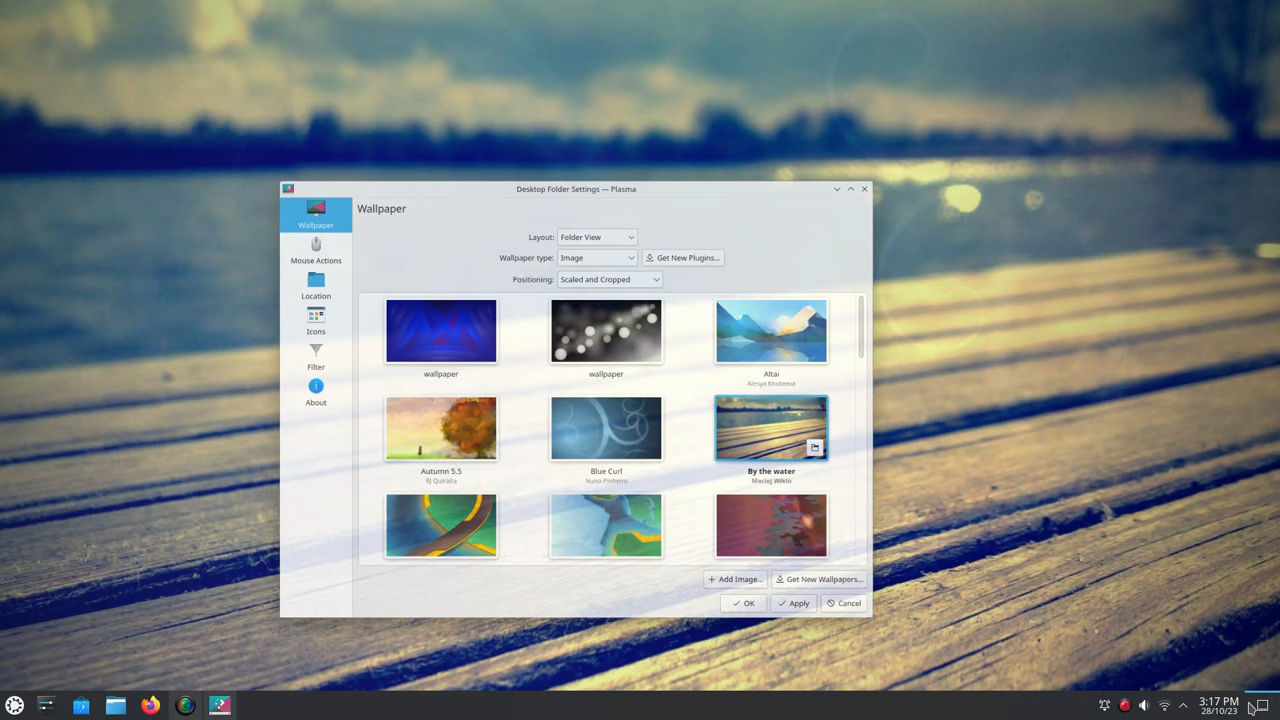 Desktop Folder Settings — Plasma
Wallpaper
Mouse Actions
Location
Icons
Filter
About
Wallpaper
Layout: Folder View
Wallpaper type: Image Get New Plugins...
Positioning: Scaled and Cropped
wallpaper wallpaper Altai
Alesya Khoteeva
Autumn 5.5 Blue Curl By the water
RJ Quiralta Nuno Pinheiro Maciej Wiklo
Add Image... Get New Wallpapers...
OK Apply Cancel
3:17 PM
28/10/23